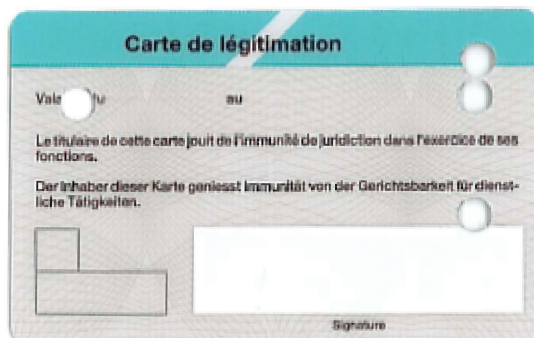 Carte de légitimation
au
Le titulaire de cette carte jouit de l'immunité de juridiction dans l'exercice de ses
fonctions.
Der Inhaber dieser Karte geniesst Immunität von der Gerichtsbarkeit für dienst-
liche Tätigkeiten.
Signature